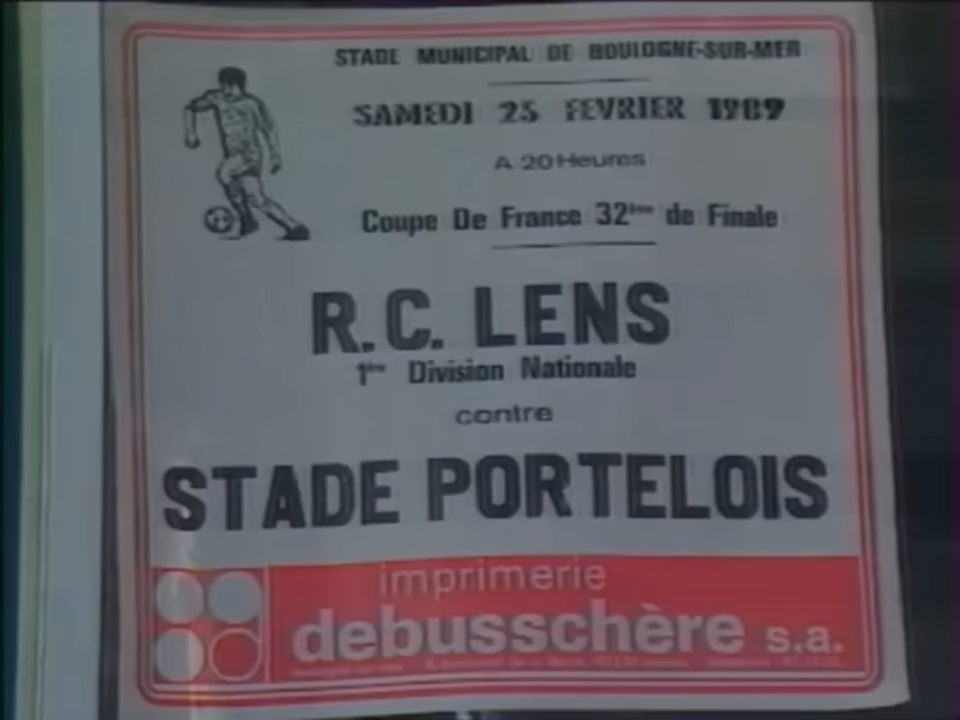 STADE MUNICIPAL DE BOULOGNE-SUR-MER
SAMEDI 25 FEVRIER 1989
A 20 Heures
Coupe De France 32ème de Finale
R.C. LENS
1ère Division Nationale
contre
STADE PORTELOIS
imprimerie
debusschère s.a.